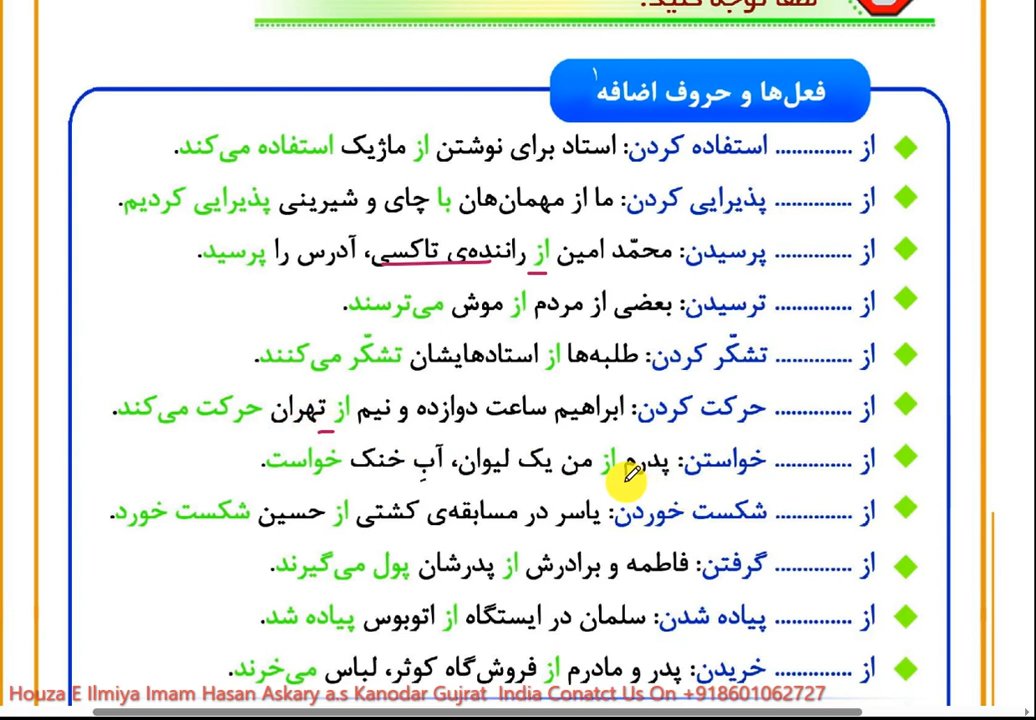 لطفاً توجه کنید:
فعل‌ها و حروف اضافه۱
از ............. استفاده کردن: استاد برای نوشتن از ماژیک استفاده می‌کند.
از ............. پذیرایی کردن: ما از مهمان‌هان با چای و شیرینی پذیرایی کردیم.
از ............. پرسیدن: محمّد امین از راننده‌ی تاکسی، آدرس را پرسید.
از ............. ترسیدن: بعضی از مردم از موش می‌ترسند.
از ............. تشکّر کردن: طلبه‌ها از استادهایشان تشکّر می‌کنند.
از ............. حرکت کردن: ابراهیم ساعت دوازده و نیم از تهران حرکت می‌کند.
از ............. خواستن: پدرم از من یک لیوان، آبِ خنک خواست.
از ............. شکست خوردن: یاسر در مسابقه‌ی کشتی از حسین شکست خورد.
از ............. گرفتن: فاطمه و برادرش از پدرشان پول می‌گیرند.
از ............. پیاده شدن: سلمان در ایستگاه از اتوبوس پیاده شد.
از ............. خریدن: پدر و مادرم از فروش‌گاه کوثر، لباس می‌خرند.
Houza E Ilmiya Imam Hasan Askary a.s Kanodar Gujrat India Conatct Us On +918601062727